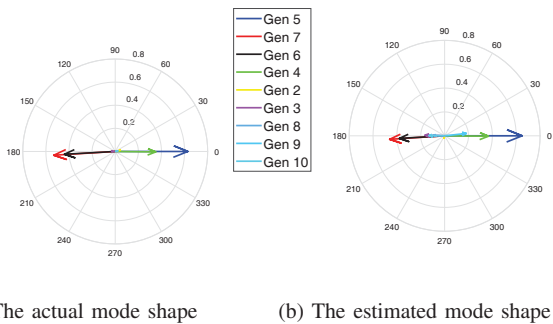 90
0.8
120
60
0.6
0.4
150
30
0.2
180
0
210
330
240
300
270
Gen 5
Gen 7
Gen 6
Gen 4
Gen 2
Gen 3
Gen 8
Gen 9
Gen 10
90
0.8
120
60
0.6
0.4
150
30
0.2
180
0
210
330
240
300
270
The actual mode shape
(b) The estimated mode shape